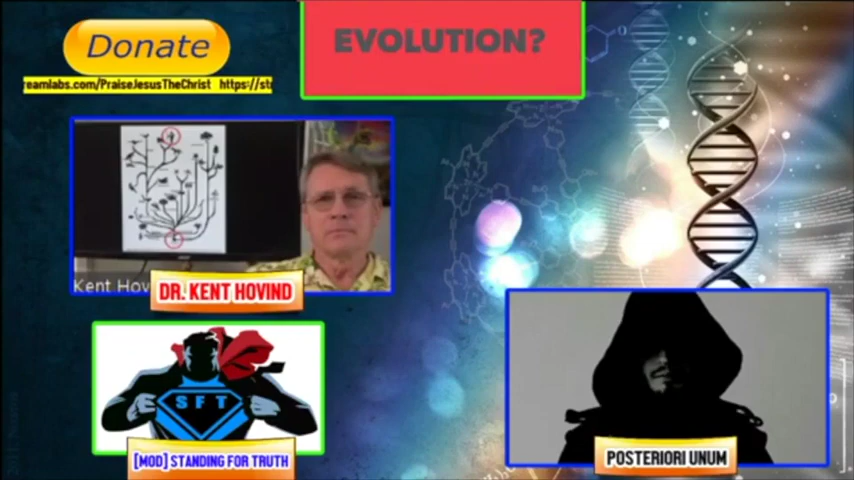 Donate
EVOLUTION?
reamlabs.com/PraiseJesusTheChrist https://st
Kent Hov
DR. KENT HOVIND
SFT
[MOD] STANDING FOR TRUTH
POSTERIORI UNUM